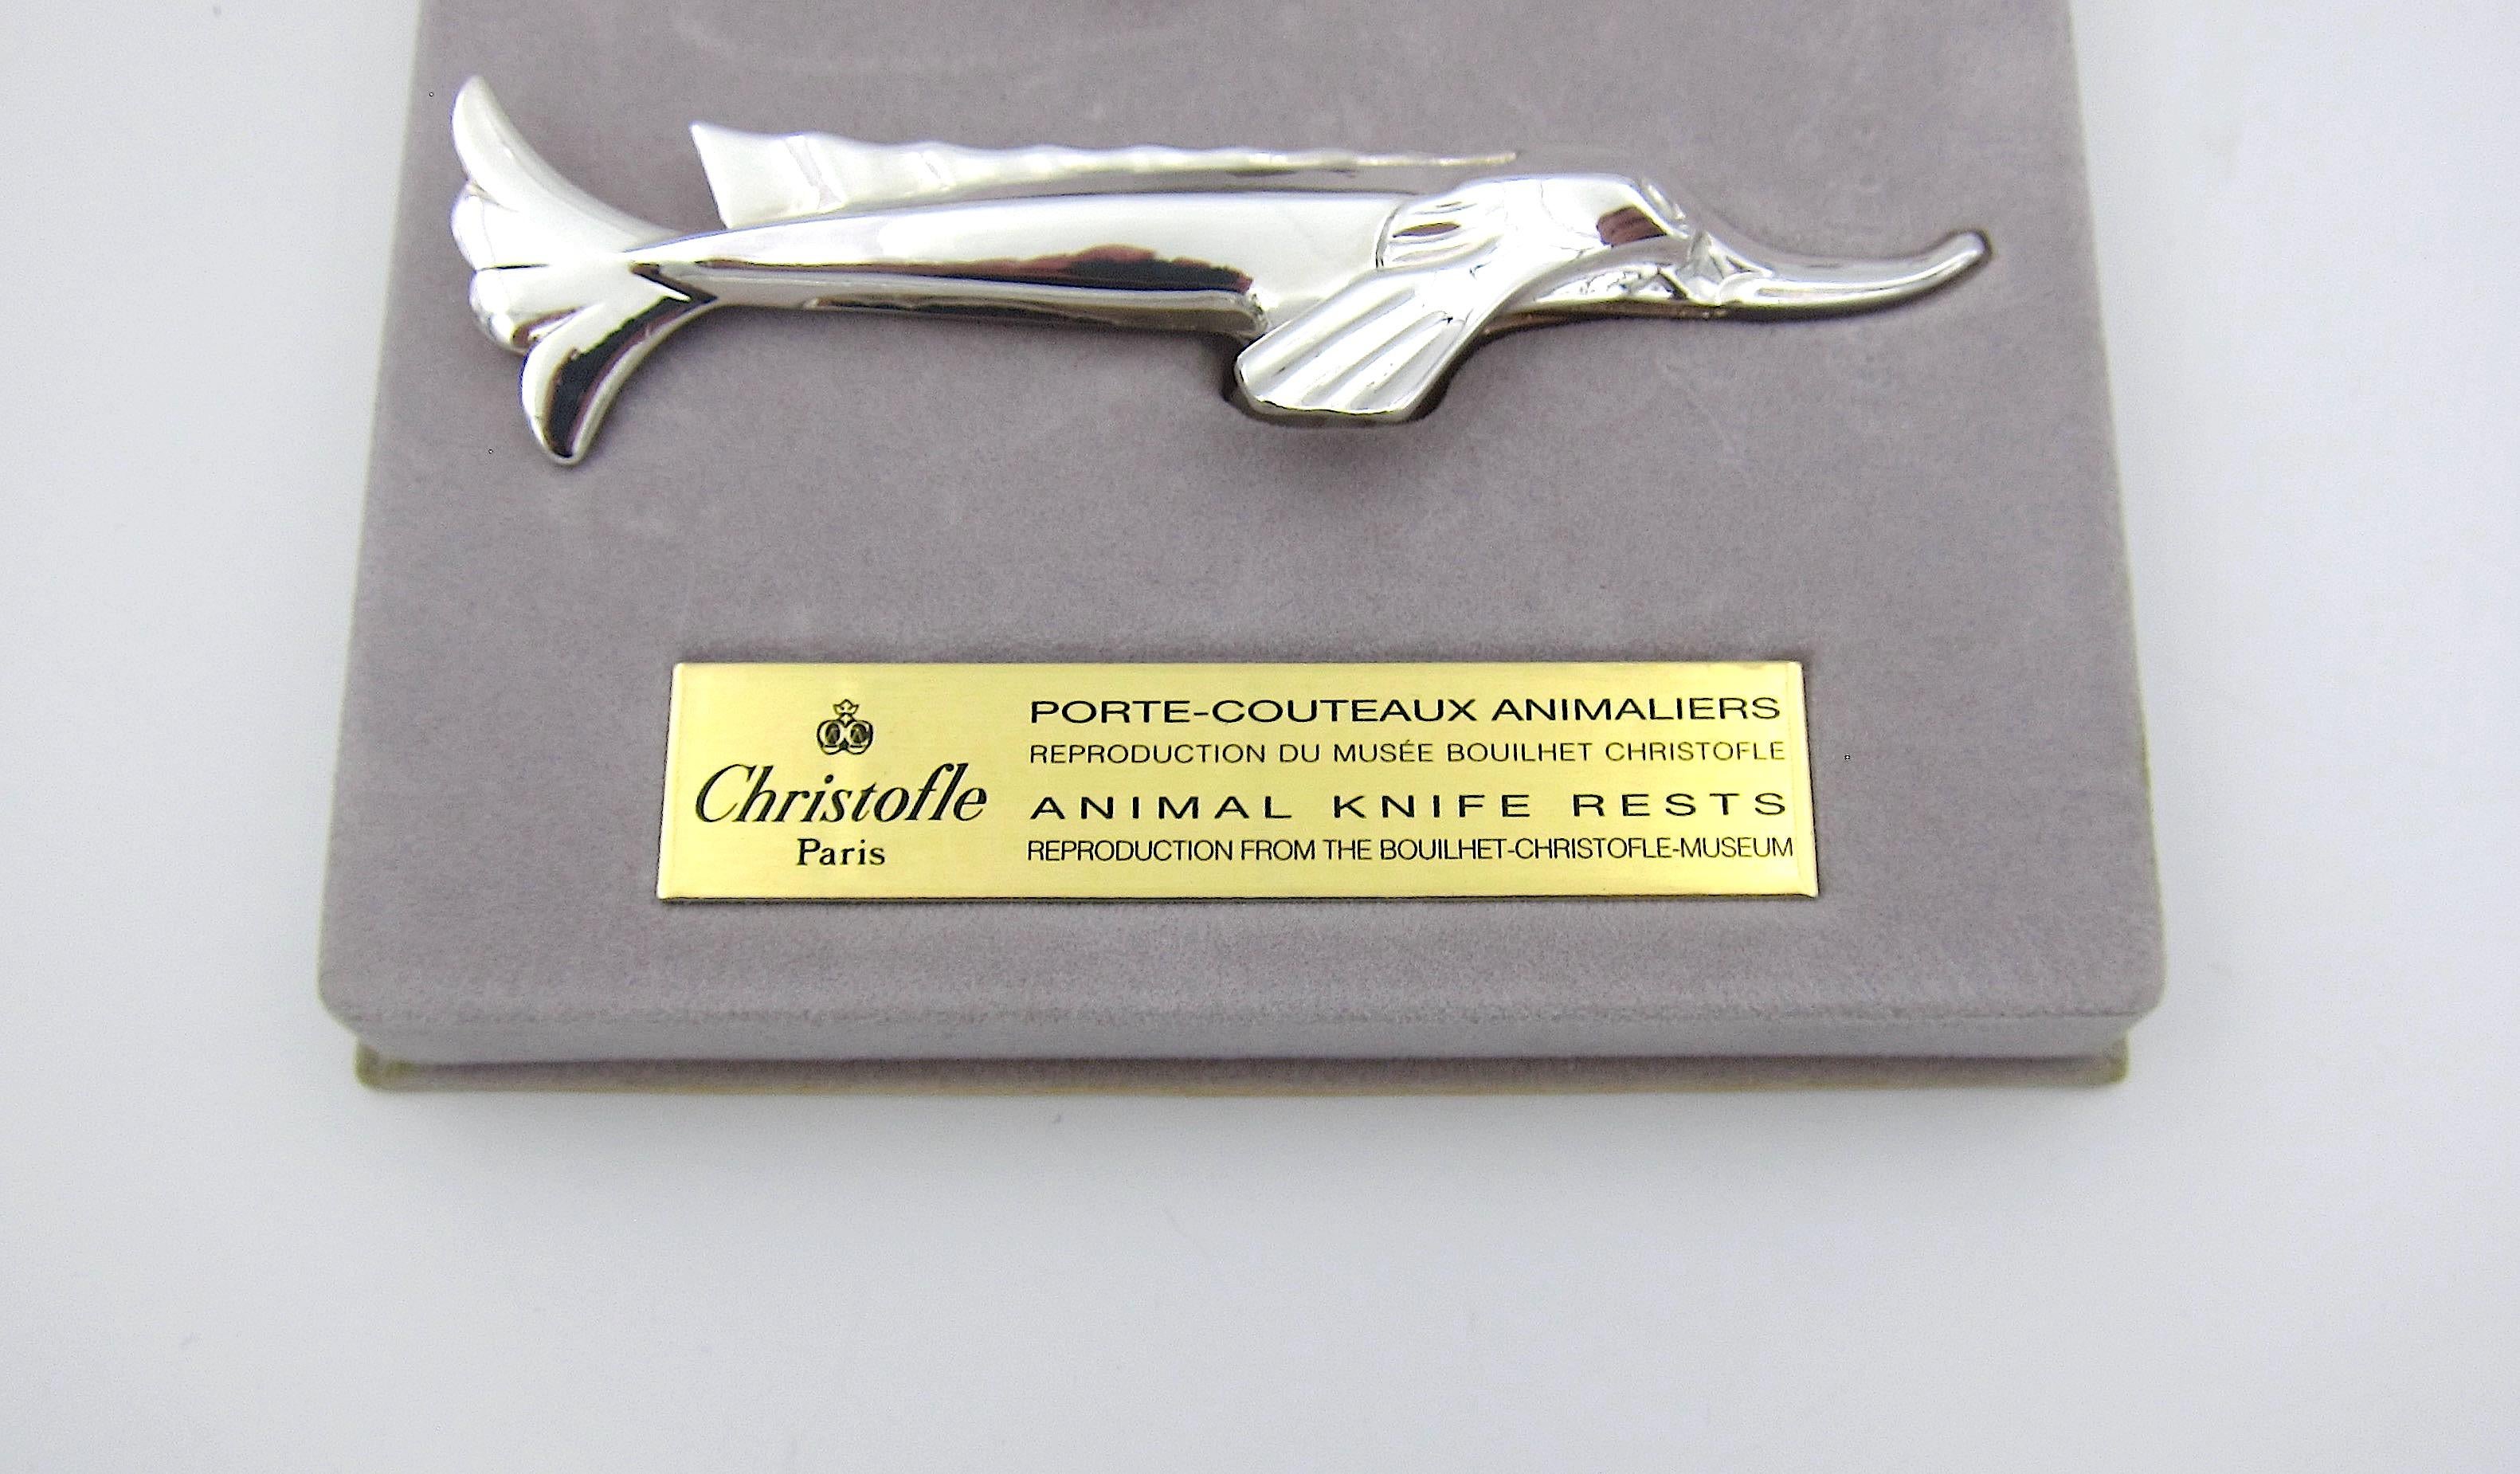 Christofle
Paris
PORTE-COUTEAUX ANIMALIERS
REPRODUCTION DU MUSÉE BOUILHET CHRISTOFLE
ANIMAL KNIFE RESTS
REPRODUCTION FROM THE BOUILHET-CHRISTOFLE-MUSEUM